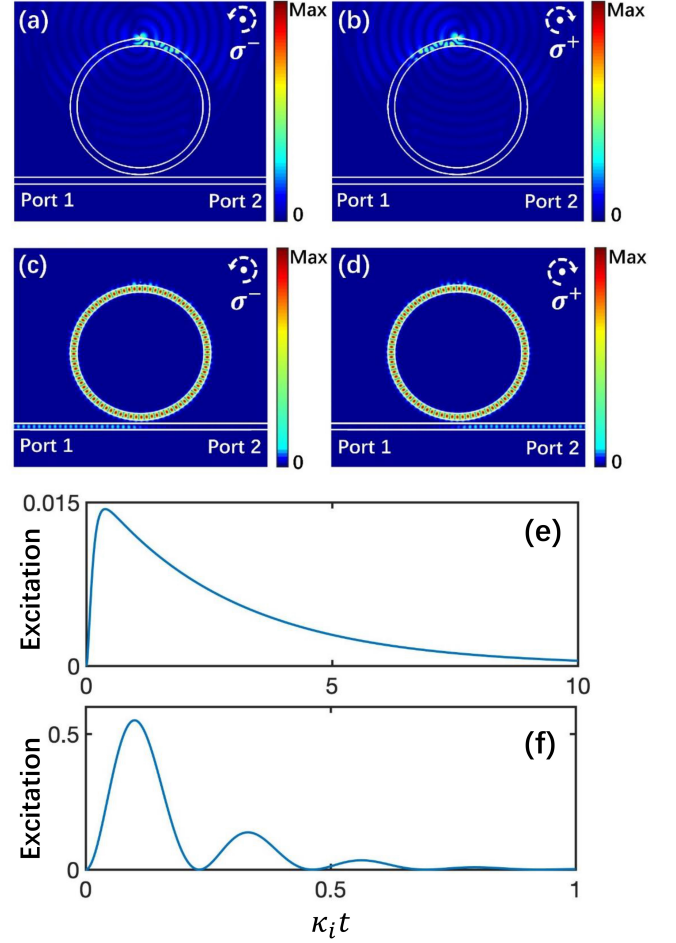 (a) σ⁻ Max
(b) σ⁺ Max
Port 1 Port 2 0
Port 1 Port 2 0
(c) σ⁻ Max
(d) σ⁺ Max
Port 1 Port 2 0
Port 1 Port 2 0
0.015
(e)
Excitation
0
0 5 10
0.5
(f)
Excitation
0
0 0.5 1
κᵢt